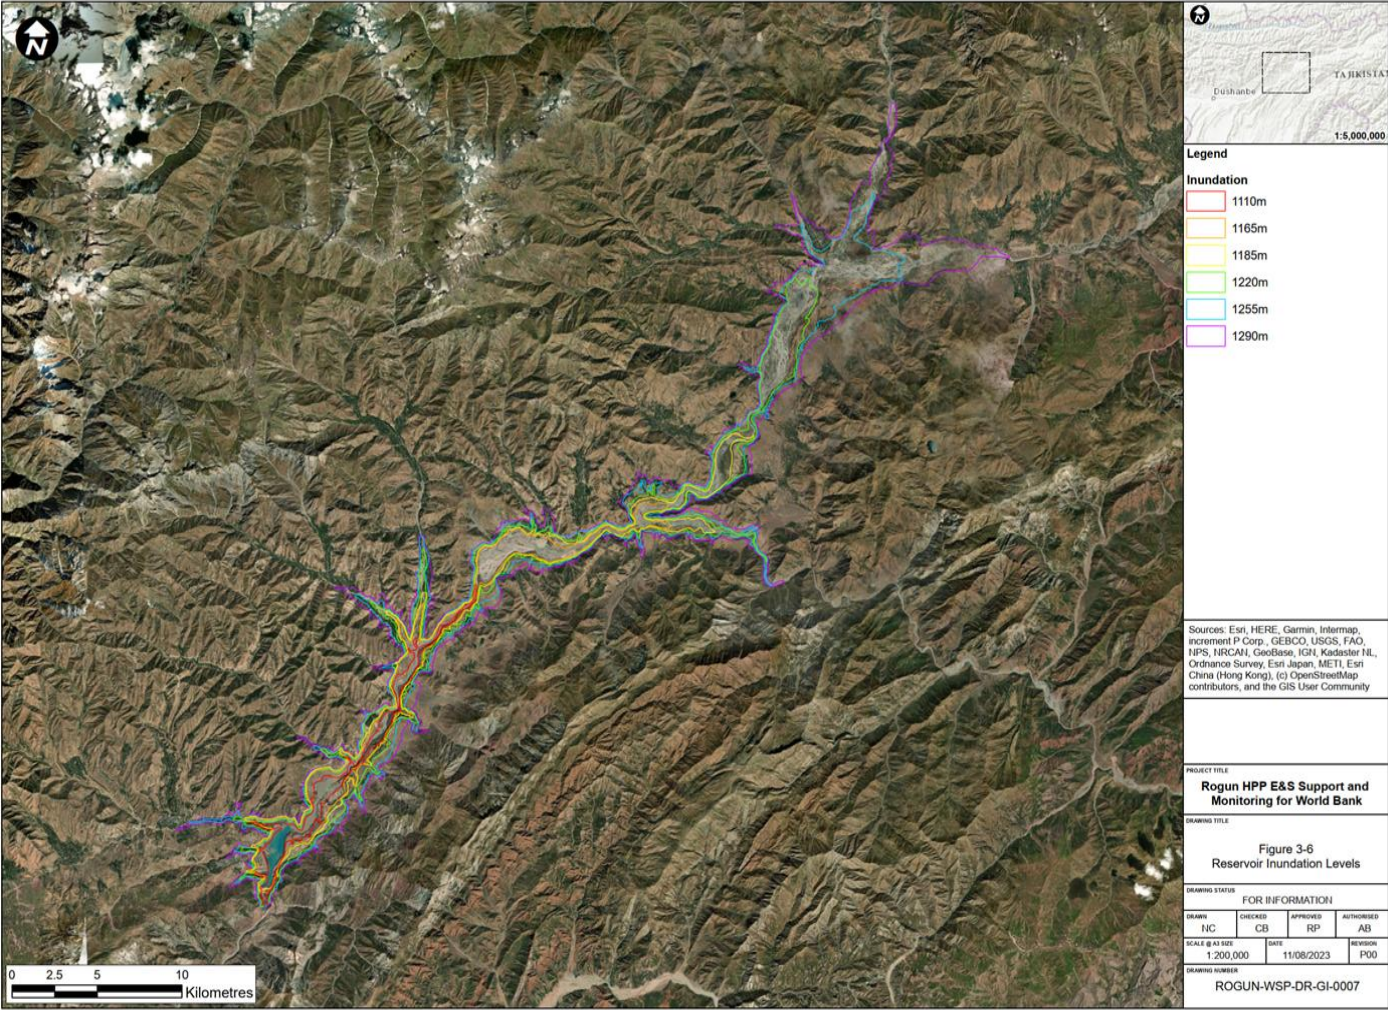 N
N
TAJIKISTAN
Dushanbe
1:5,000,000
Legend
Inundation
1110m
1165m
1185m
1220m
1255m
1290m
Sources: Esri, HERE, Garmin, Intermap,
increment P Corp., GEBCO, USGS, FAO,
NPS, NRCAN, GeoBase, IGN, Kadaster NL,
Ordnance Survey, Esri Japan, METI, Esri
China (Hong Kong), (c) OpenStreetMap
contributors, and the GIS User Community
PROJECT TITLE
Rogun HPP E&S Support and
Monitoring for World Bank
DRAWING TITLE
Figure 3-6
Reservoir Inundation Levels
DRAWING STATUS
FOR INFORMATION
DRAWN CHECKED APPROVED AUTHORISED
NC CB RP AB
SCALE @ A3 SIZE DATE REVISION
1:200,000 11/08/2023 P00
DRAWING NUMBER
ROGUN-WSP-DR-GI-0007
0 2.5 5 10
Kilometres